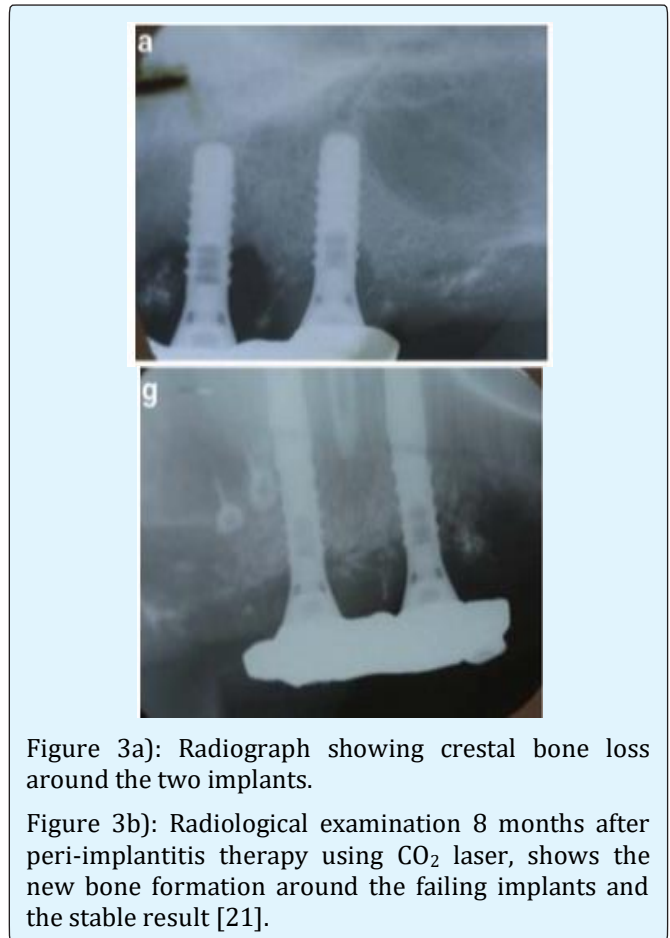 a
g
Figure 3a): Radiograph showing crestal bone loss
around the two implants.
Figure 3b): Radiological examination 8 months after
peri-implantitis therapy using CO₂ laser, shows the
new bone formation around the failing implants and
the stable result [21].